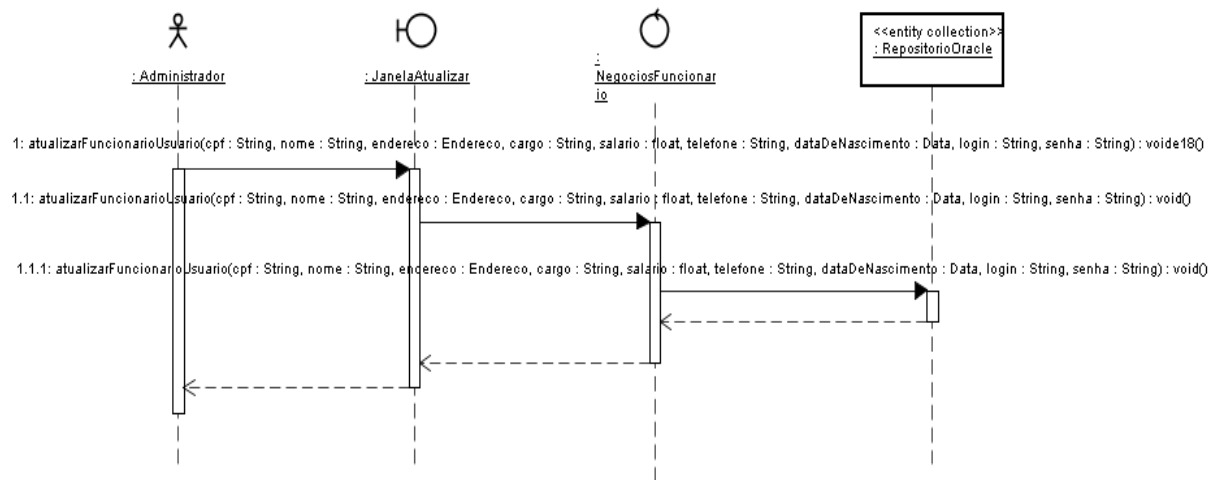 <<entity collection>>
: RepositorioOracle
: Administrador
: JanelaAtualizar
:
NegociosFuncionar
io
1: atualizarFuncionarioUsuario(cpf : String, nome : String, endereco : Endereco, cargo : String, salario : float, telefone : String, dataDeNascimento : Data, login : String, senha : String) : voide18()
1.1: atualizarFuncionarioUsuario(cpf : String, nome : String, endereco : Endereco, cargo : String, salario : float, telefone : String, dataDeNascimento : Data, login : String, senha : String) : void()
1.1.1: atualizarFuncionarioUsuario(cpf : String, nome : String, endereco : Endereco, cargo : String, salario : float, telefone : String, dataDeNascimento : Data, login : String, senha : String) : void()